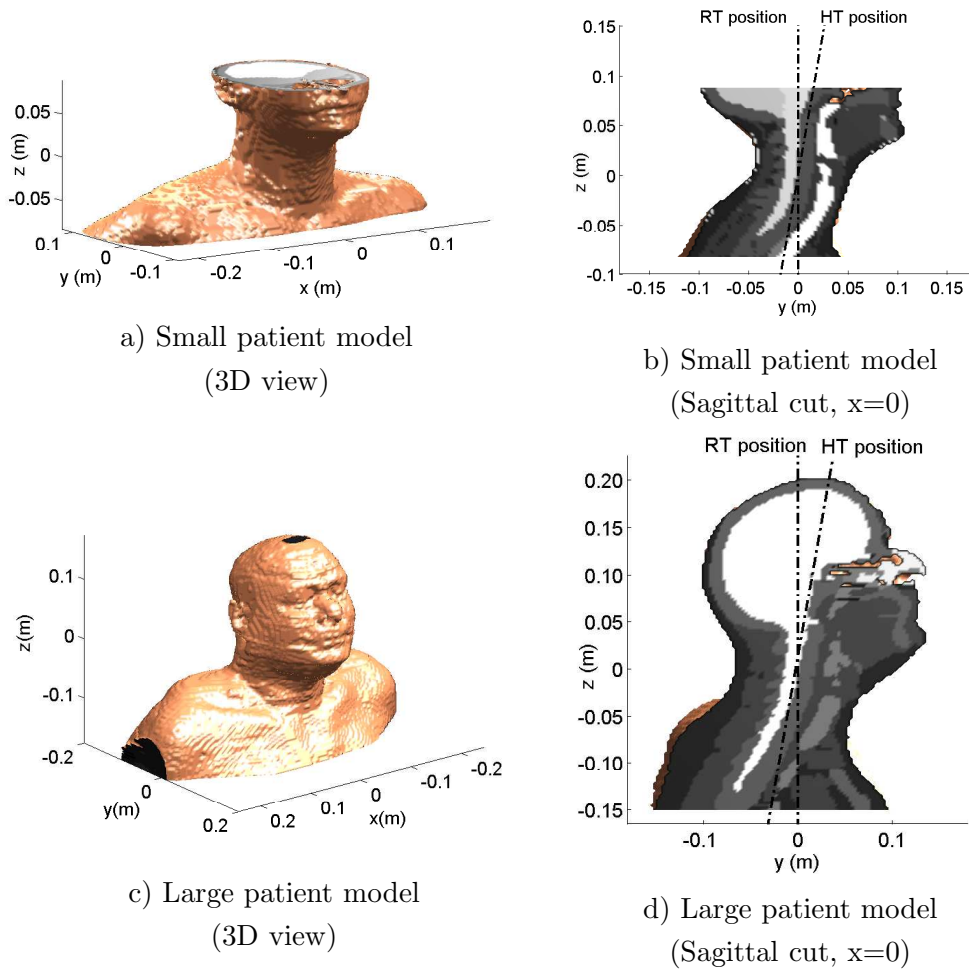 0.05
0
-0.05
z (m)
0.1
0
-0.1
y (m)
-0.2
-0.1
0
0.1
x (m)
a) Small patient model
(3D view)
RT position
HT position
0.15
0.1
0.05
0
-0.05
-0.1
z (m)
-0.15
-0.1
-0.05
0
0.05
0.1
0.15
y (m)
b) Small patient model
(Sagittal cut, x=0)
0.1
0
-0.1
-0.2
z(m)
0
0.2
y(m)
0.2
0.1
0
-0.1
-0.2
x(m)
c) Large patient model
(3D view)
RT position
HT position
0.20
0.15
0.10
0.05
0
-0.05
-0.10
-0.15
z (m)
-0.1
0
0.1
y (m)
d) Large patient model
(Sagittal cut, x=0)